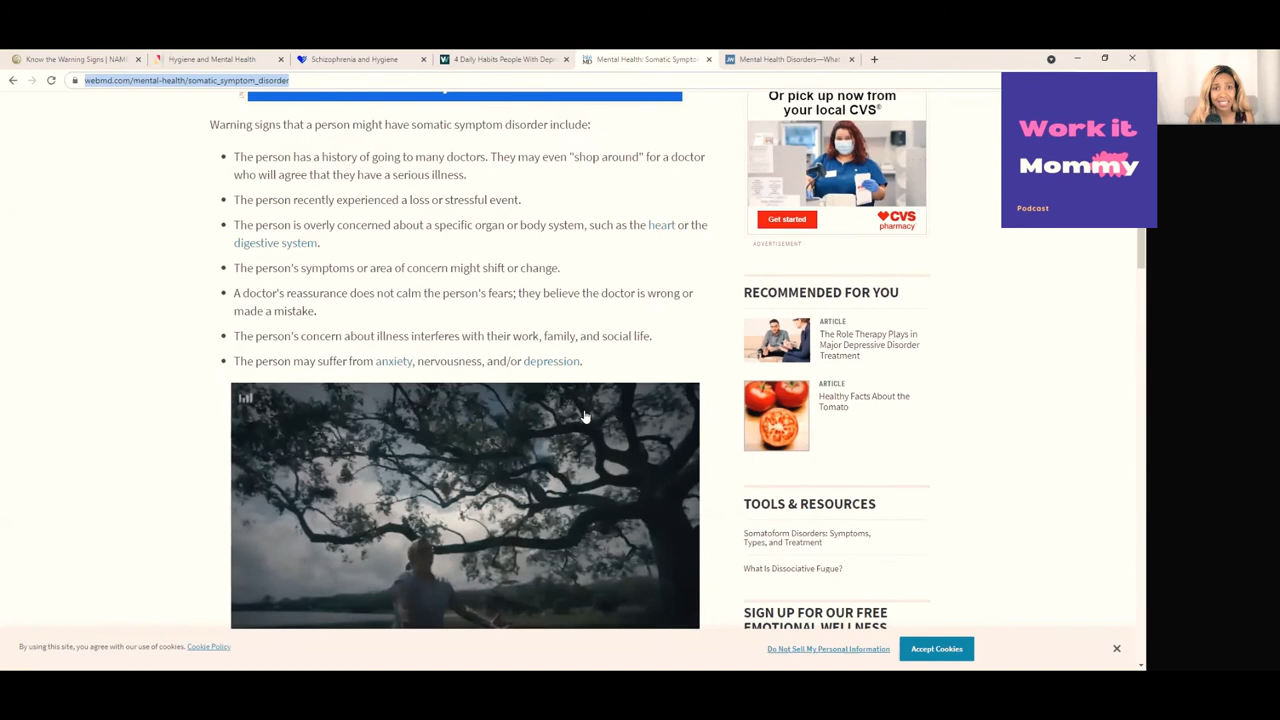 Know the Warning Signs | NAMI
Hygiene and Mental Health
Schizophrenia and Hygiene
4 Daily Habits People With Depr
Mental Health: Somatic Sympto
Mental Health Disorders—What
webmd.com/mental-health/somatic_symptom_disorder
Warning signs that a person might have somatic symptom disorder include:
The person has a history of going to many doctors. They may even "shop around" for a doctor
who will agree that they have a serious illness.
The person recently experienced a loss or stressful event.
The person is overly concerned about a specific organ or body system, such as the heart or the
digestive system.
The person's symptoms or area of concern might shift or change.
A doctor's reassurance does not calm the person's fears; they believe the doctor is wrong or
made a mistake.
The person's concern about illness interferes with their work, family, and social life.
The person may suffer from anxiety, nervousness, and/or depression.
Or pick up now from
your local CVS®
Get started
CVS
pharmacy
ADVERTISEMENT
RECOMMENDED FOR YOU
ARTICLE
The Role Therapy Plays in
Major Depressive Disorder
Treatment
ARTICLE
Healthy Facts About the
Tomato
TOOLS & RESOURCES
Somatoform Disorders: Symptoms,
Types, and Treatment
What Is Dissociative Fugue?
SIGN UP FOR OUR FREE
EMOTIONAL WELLNESS
Work it
Mommy
Podcast
By using this site, you agree with our use of cookies. Cookie Policy
Do Not Sell My Personal Information
Accept Cookies